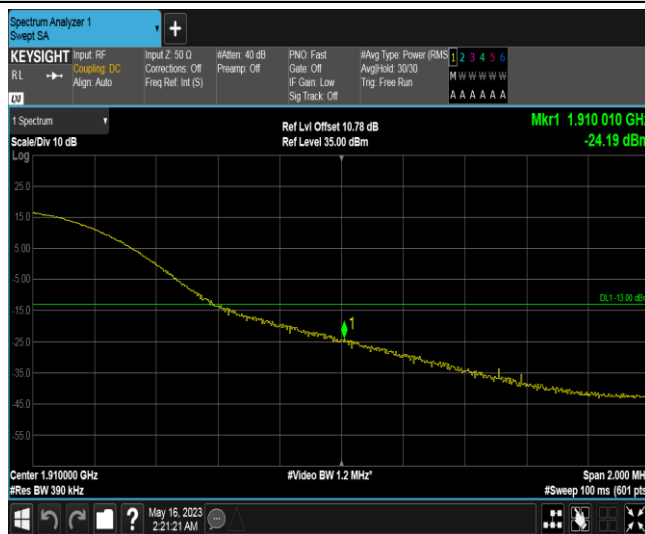 Spectrum Analyzer 1
Swept SA
KEYSIGHT
RL
LXI
Input: RF
Coupling: DC
Align: Auto
Input Z: 50 Ω
Corrections: Off
Freq Ref: Int (S)
#Atten: 40 dB
Preamp: Off
PNO: Fast
Gate: Off
IF Gain: Low
Sig Track: Off
#Avg Type: Power (RMS
Avg|Hold: 30/30
Trig: Free Run
1 2 3 4 5 6
M W W W W W
A A A A A A
1 Spectrum
Scale/Div 10 dB
Ref Lvl Offset 10.78 dB
Ref Level 35.00 dBm
Mkr1 1.910 010 GHz
-24.19 dBm
Log
25.0
15.0
5.00
-5.00
-15.0
-25.0
-35.0
-45.0
-55.0
DL1 -13.00 dBm
1
Center 1.910000 GHz
#Res BW 390 kHz
#Video BW 1.2 MHz*
Span 2.000 MH
#Sweep 100 ms (601 pts
?
May 16, 2023
2:21:21 AM